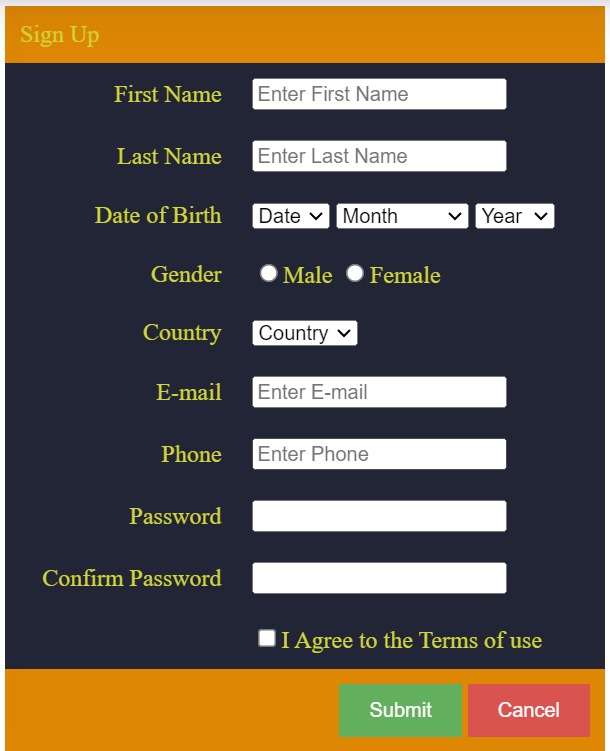 Sign Up
First Name Enter First Name
Last Name Enter Last Name
Date of Birth Date Month Year
Gender Male Female
Country Country
E-mail Enter E-mail
Phone Enter Phone
Password
Confirm Password
I Agree to the Terms of use
Submit Cancel